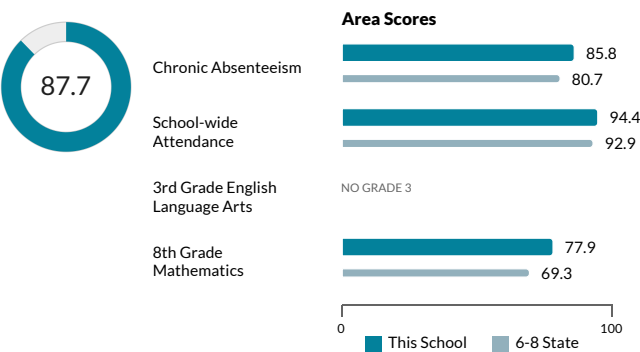 Area Scores
87.7
Chronic Absenteeism
85.8
80.7
School-wide
Attendance
94.4
92.9
3rd Grade English
Language Arts
NO GRADE 3
8th Grade
Mathematics
77.9
69.3
0 100
This School 6-8 State